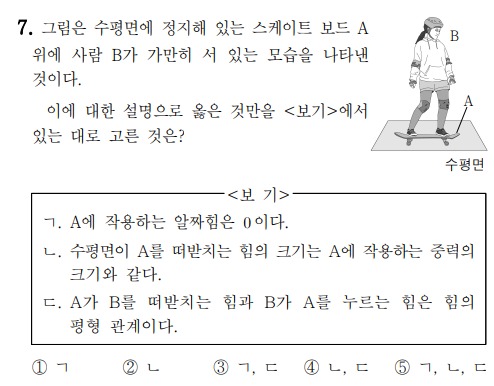 7. 그림은 수평면에 정지해 있는 스케이트 보드 A
위에 사람 B가 가만히 서 있는 모습을 나타낸
것이다.
이에 대한 설명으로 옳은 것만을 <보기>에서
있는 대로 고른 것은?
B
A
수평면
<보 기>
ㄱ. A에 작용하는 알짜힘은 0이다.
ㄴ. 수평면이 A를 떠받치는 힘의 크기는 A에 작용하는 중력의
크기와 같다.
ㄷ. A가 B를 떠받치는 힘과 B가 A를 누르는 힘은 힘의
평형 관계이다.
① ㄱ ② ㄴ ③ ㄱ, ㄷ ④ ㄴ, ㄷ ⑤ ㄱ, ㄴ, ㄷ